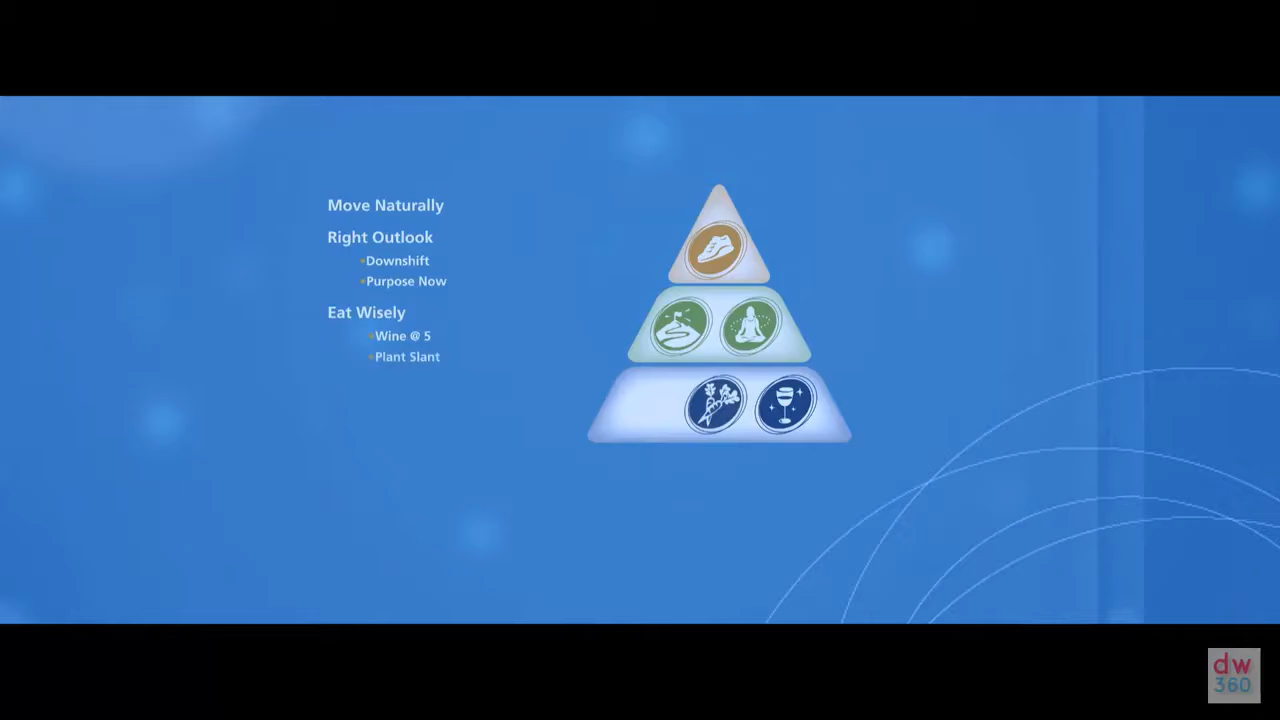 Move Naturally
Right Outlook
•Downshift
•Purpose Now
Eat Wisely
•Wine @ 5
•Plant Slant
dw
360